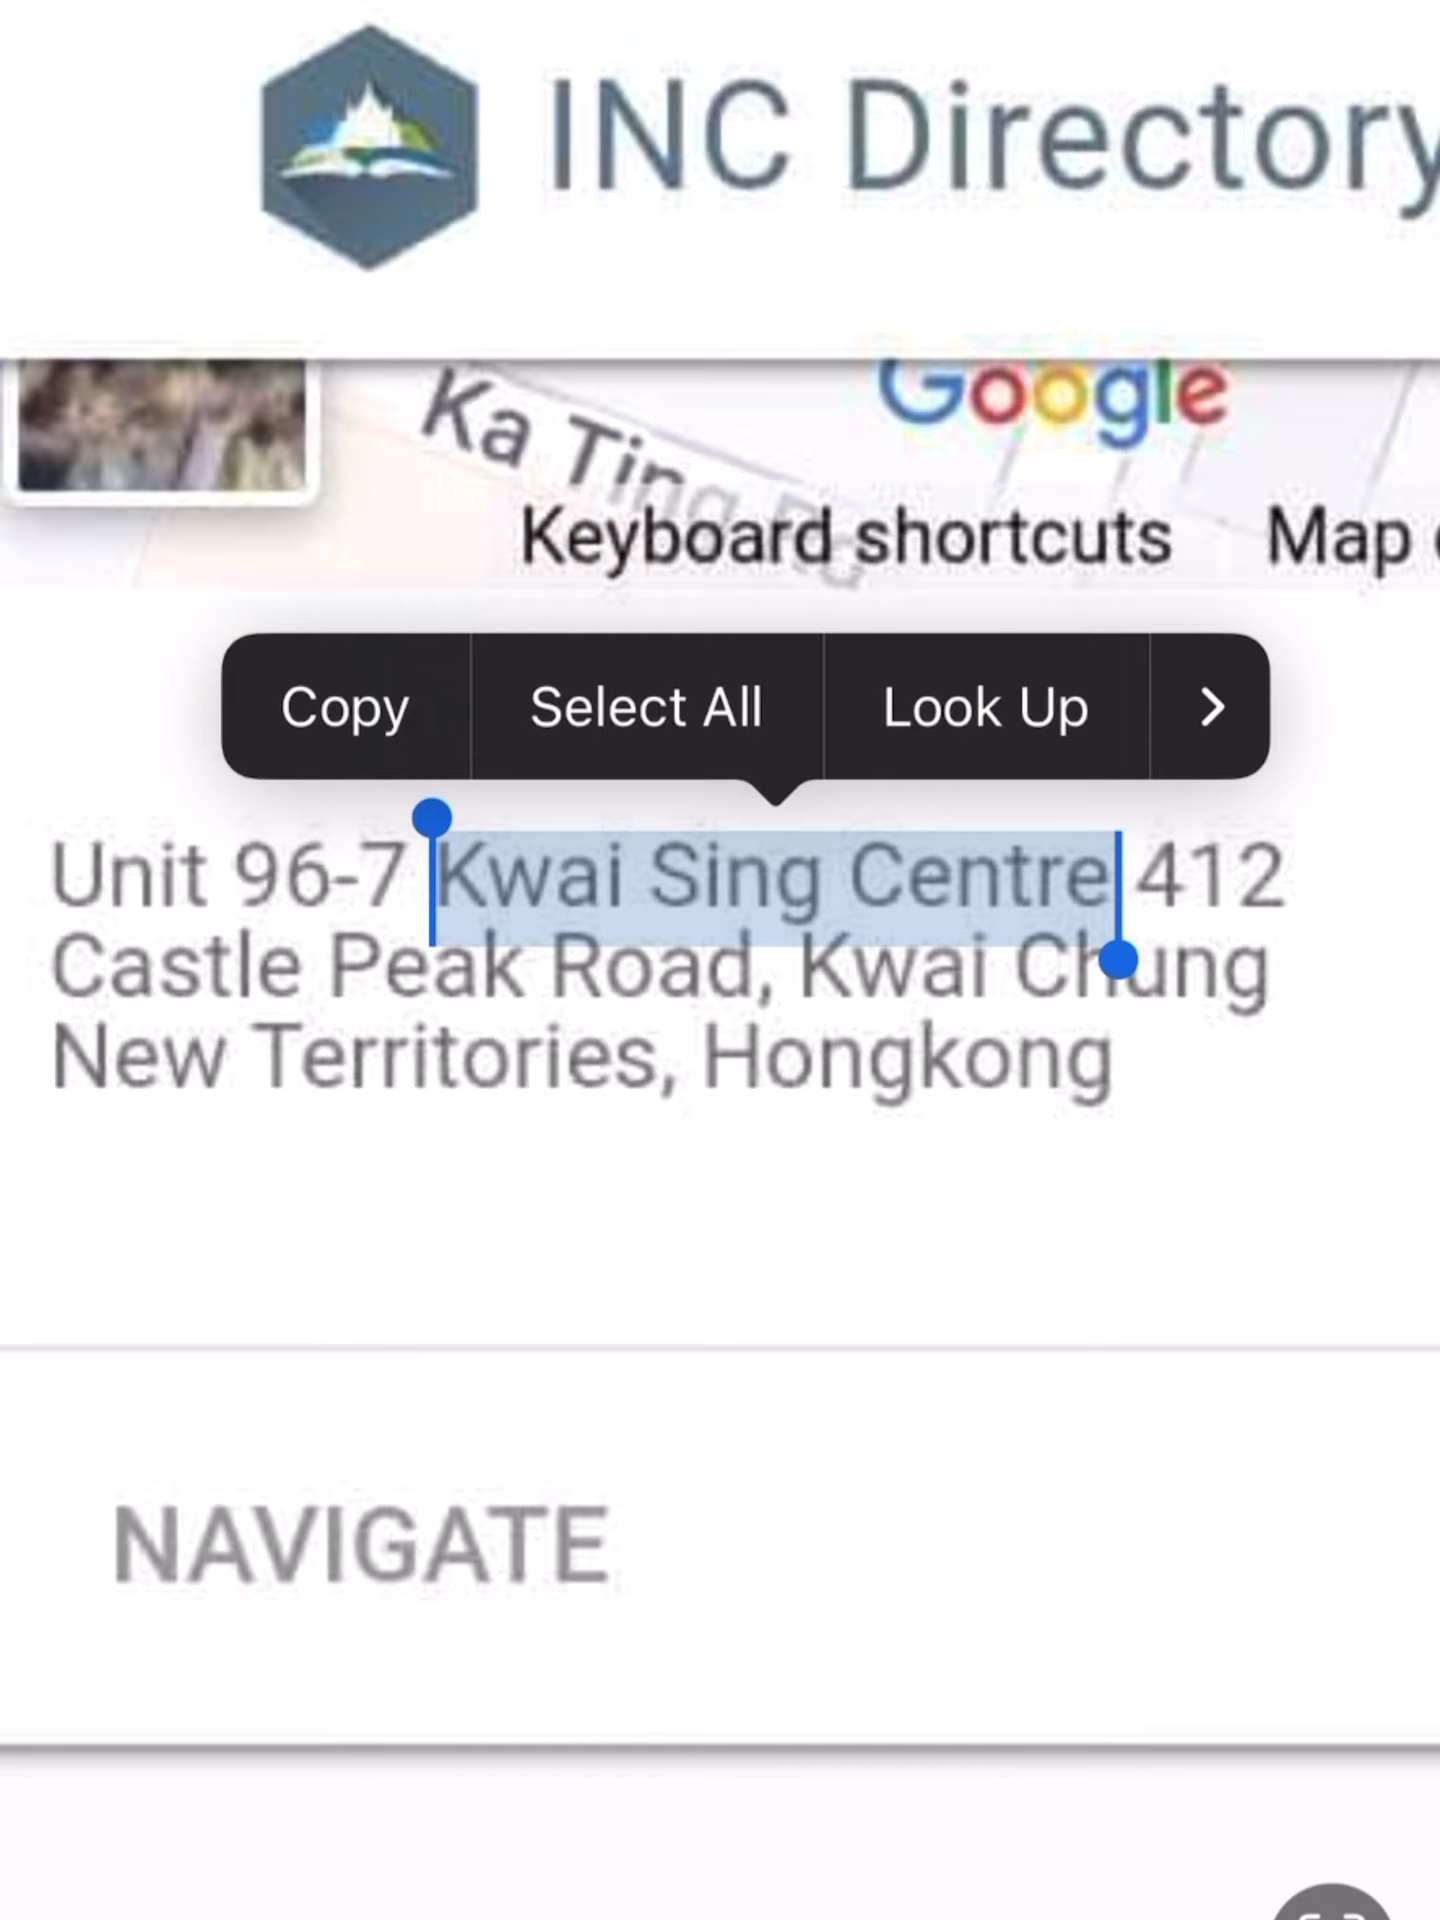 INC Directory
Google
Ka Ting Rd
Keyboard shortcuts Map
Copy Select All Look Up
Unit 96-7 Kwai Sing Centre 412
Castle Peak Road, Kwai Chung
New Territories, Hongkong
NAVIGATE